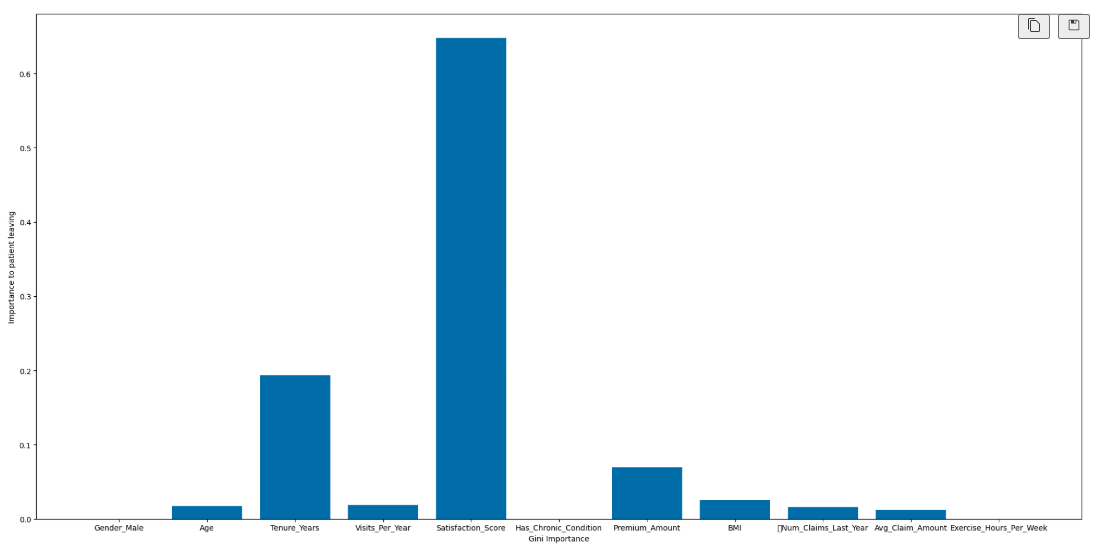 Importance to patient leaving
0.6
0.5
0.4
0.3
0.2
0.1
0.0
Gender_Male Age Tenure_Years Visits_Per_Year Satisfaction_Score Has_Chronic_Condition Premium_Amount BMI ▯Num_Claims_Last_Year Avg_Claim_Amount Exercise_Hours_Per_Week
Gini Importance